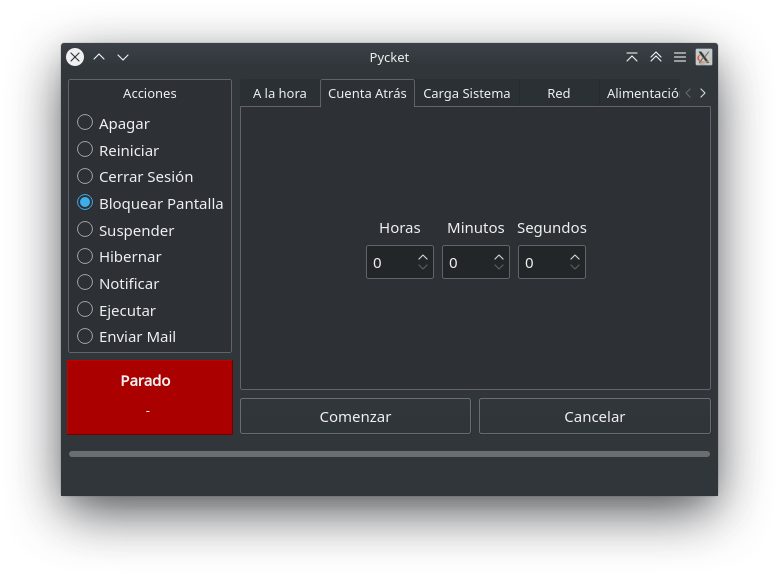 Pycket
Acciones
Apagar
Reiniciar
Cerrar Sesión
Bloquear Pantalla
Suspender
Hibernar
Notificar
Ejecutar
Enviar Mail
Parado
-
A la hora
Cuenta Atrás
Carga Sistema
Red
Alimentació
Horas Minutos Segundos
0 0 0
Comenzar
Cancelar